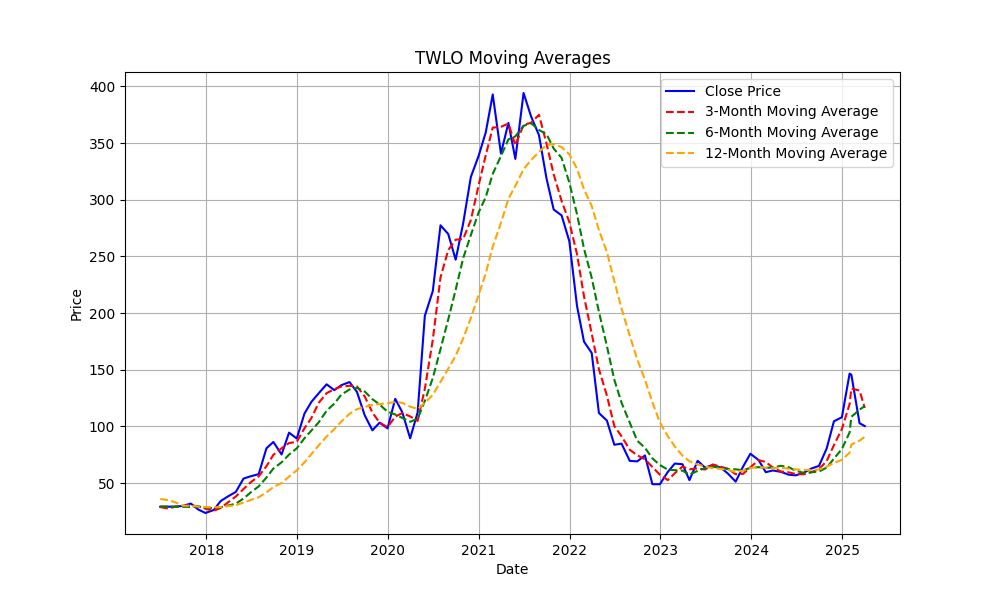 TWLO Moving Averages
Close Price
3-Month Moving Average
6-Month Moving Average
12-Month Moving Average
400
350
300
250
200
150
100
50
Price
2018 2019 2020 2021 2022 2023 2024 2025
Date